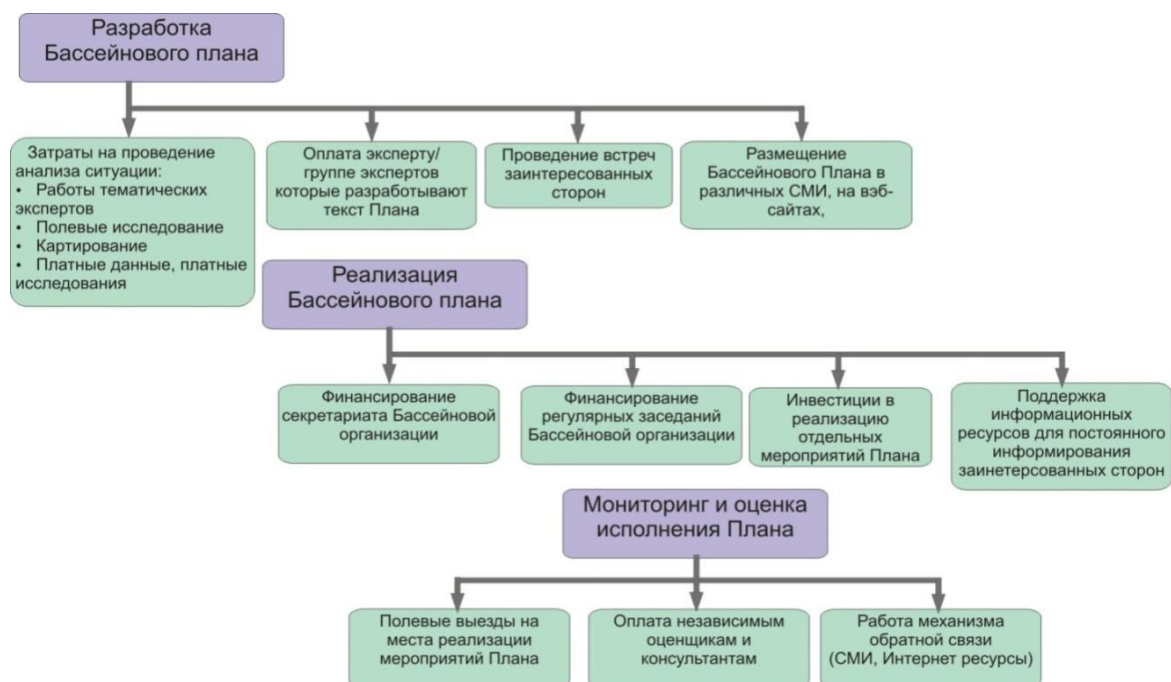 Разработка
Бассейнового плана
Затраты на проведение
анализа ситуации:
• Работы тематических
экспертов
• Полевые исследование
• Картирование
• Платные данные, платные
исследования
Оплата эксперту/
группе экспертов
которые разработывают
текст Плана
Проведение встреч
заинтересованных
сторон
Размещение
Бассейнового Плана в
различных СМИ, на вэб-
сайтах,
Реализация
Бассейнового плана
Финансирование
секретариата Бассейновой
организации
Финансирование
регулярных заседаний
Бассейновой организации
Инвестиции в
реализацию
отдельных
мероприятий Плана
Поддержка
информационных
ресурсов для постоянного
информирования
заинетерсованных сторон
Мониторинг и оценка
исполнения Плана
Полевые выезды на
места реализации
мероприятий Плана
Оплата независимым
оценщикам и
консультантам
Работа механизма
обратной связи
(СМИ, Интернет ресурсы)